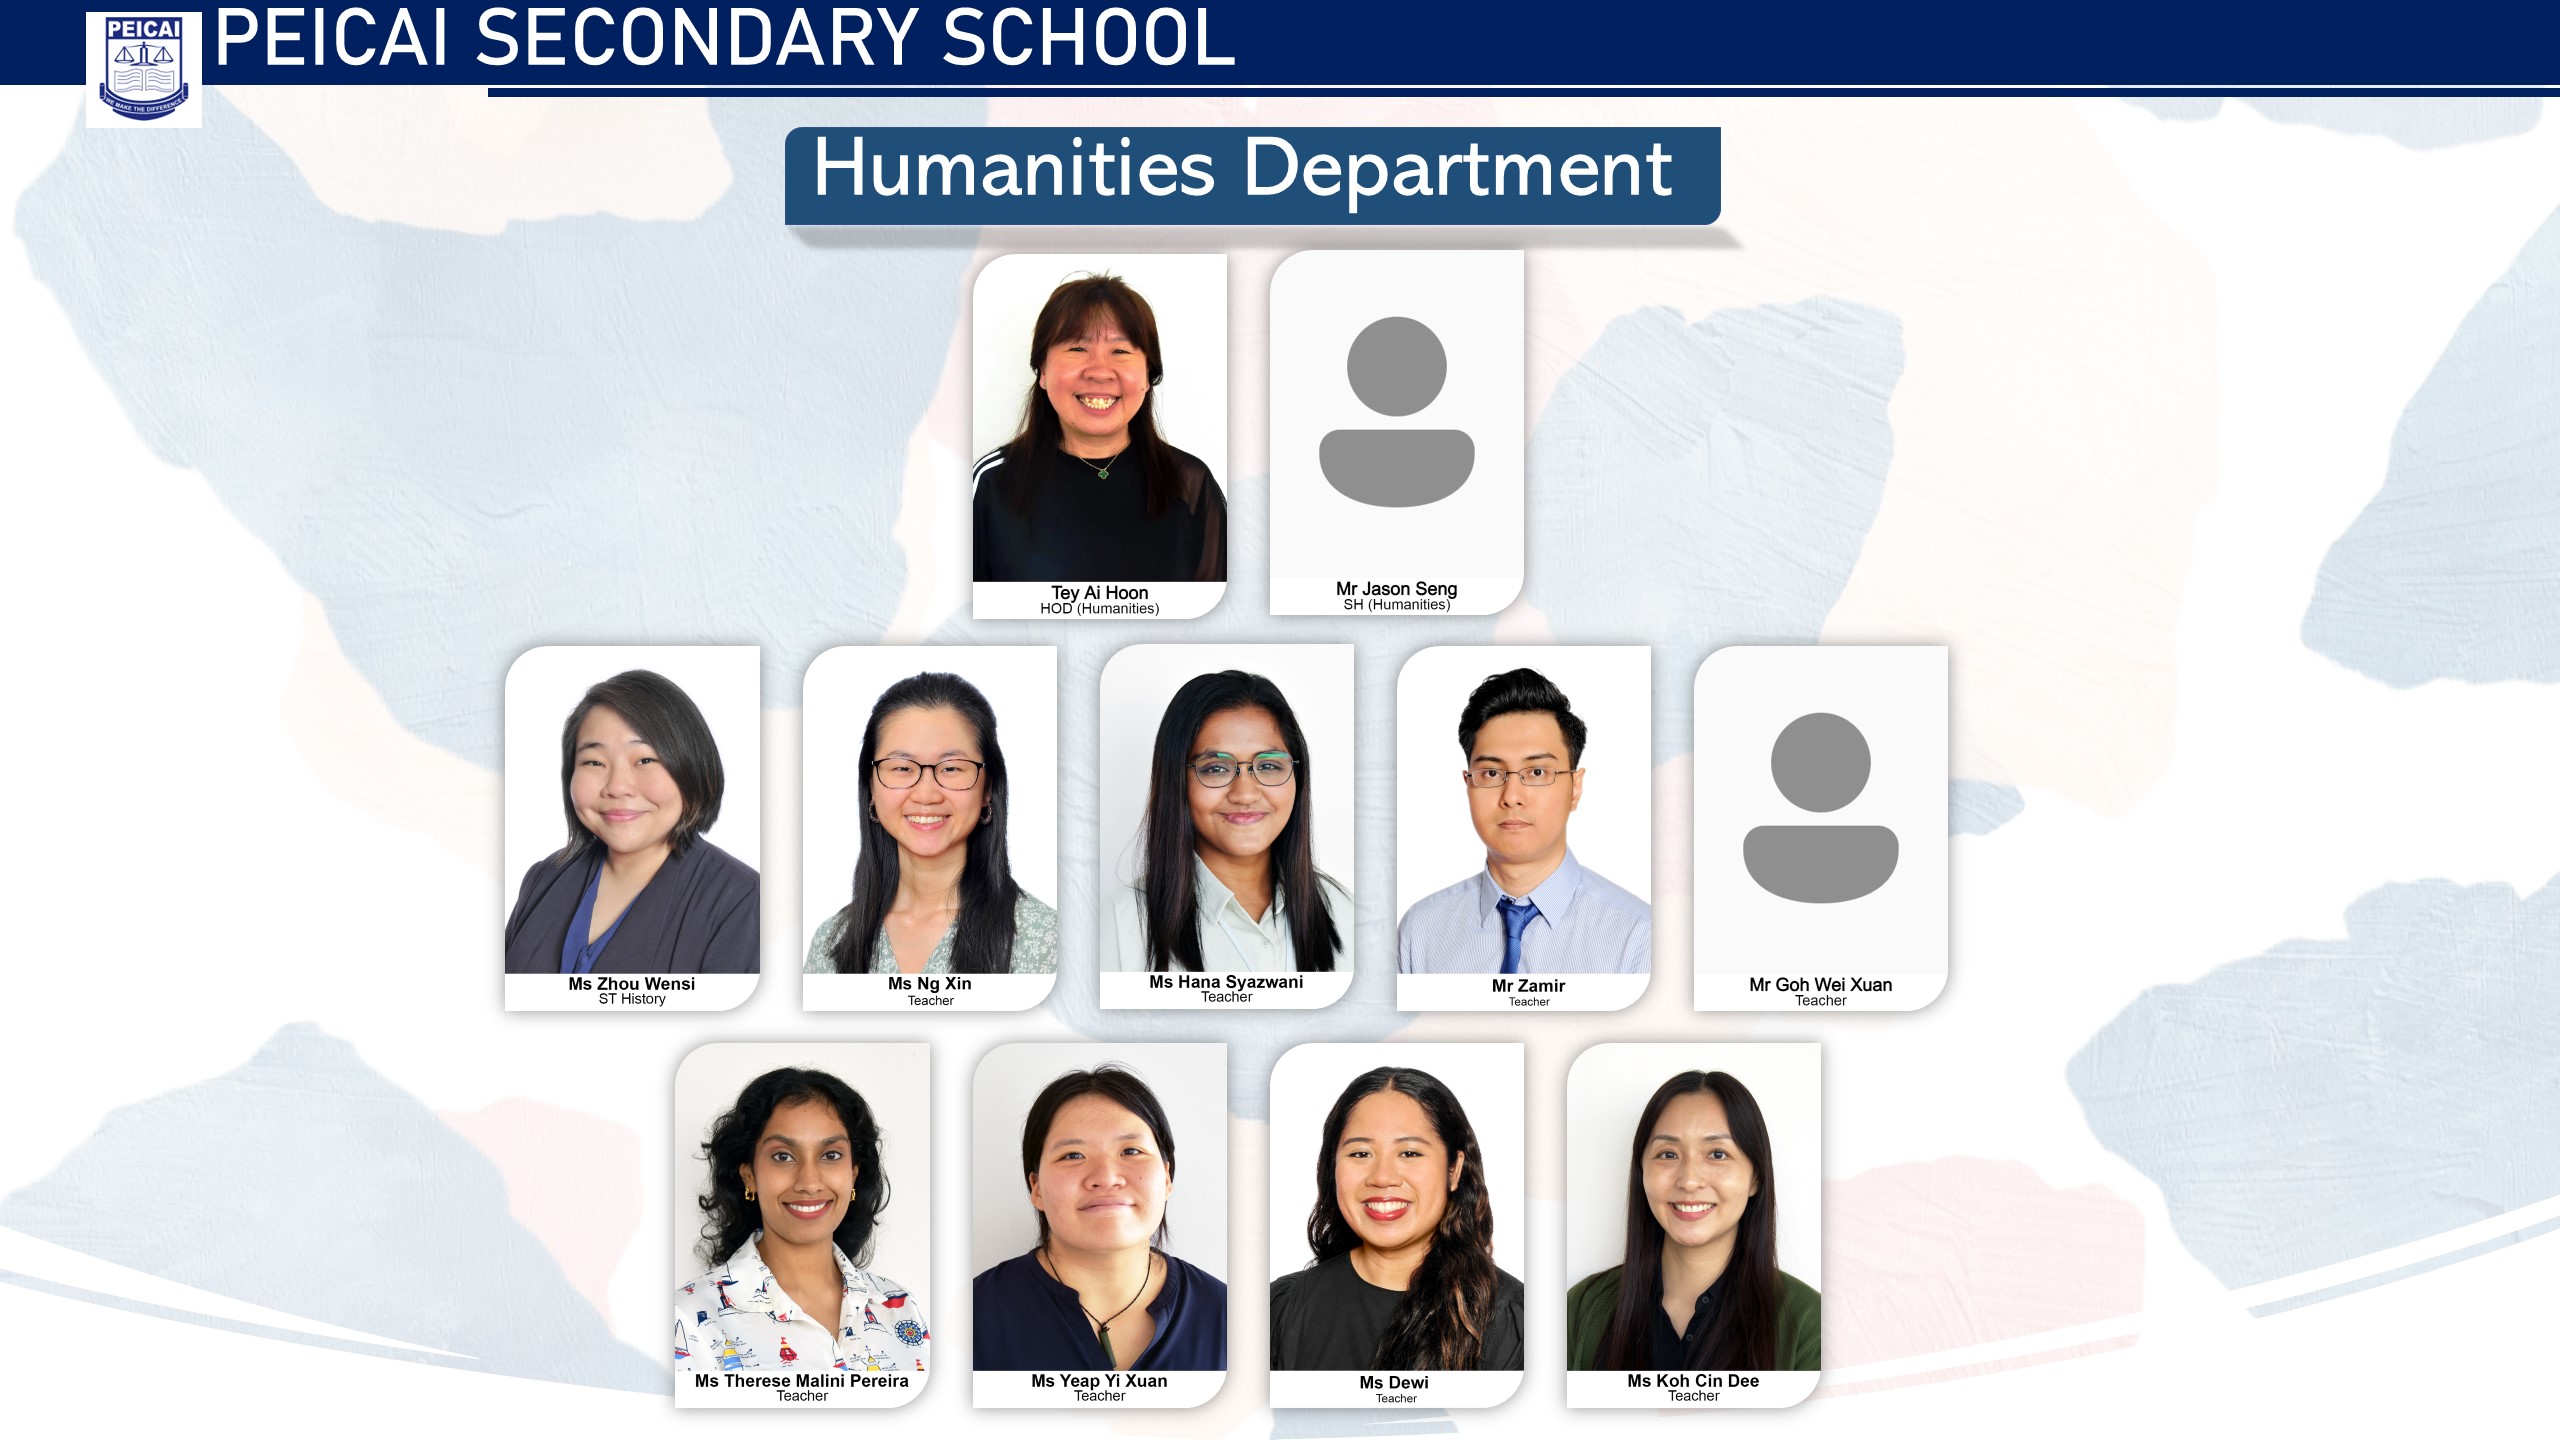 PEICAI SECONDARY SCHOOL
PEICAI
WE MAKE THE DIFFERENCE
Humanities Department
Tey Ai Hoon
HOD (Humanities)
Mr Jason Seng
SH (Humanities)
Ms Zhou Wensi
ST History
Ms Ng Xin
Teacher
Ms Hana Syazwani
Teacher
Mr Zamir
Teacher
Mr Goh Wei Xuan
Teacher
Ms Therese Malini Pereira
Teacher
Ms Yeap Yi Xuan
Teacher
Ms Dewi
Teacher
Ms Koh Cin Dee
Teacher